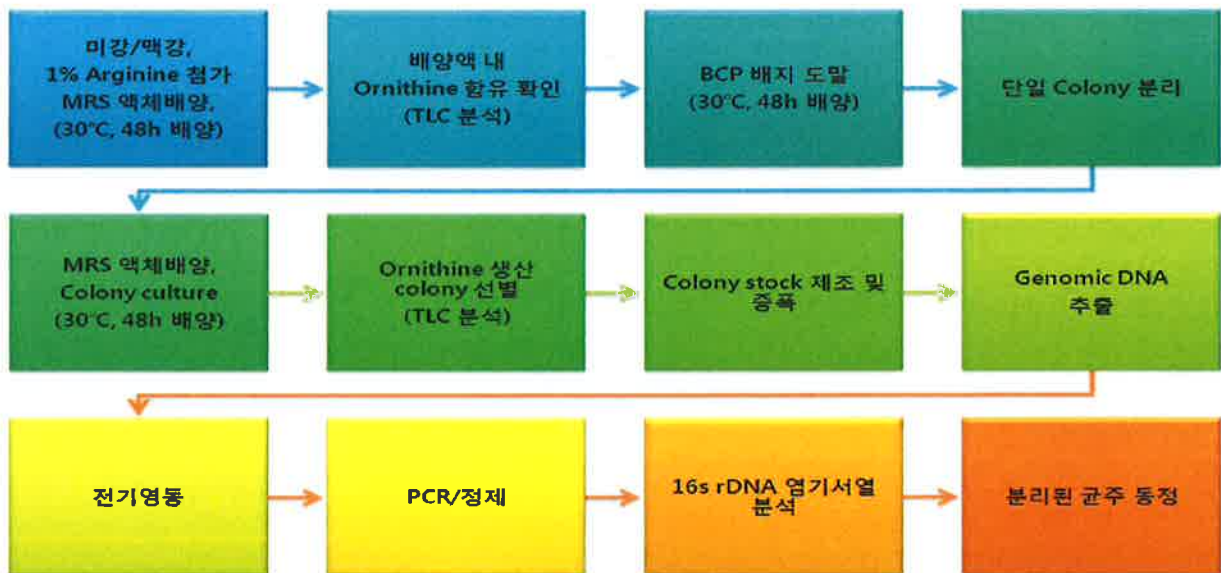 미강/맥강,
1% Arginine 첨가
MRS 액체배양,
(30℃, 48h 배양)
배양액 내
Ornithine 함유 확인
(TLC 분석)
BCP 배지 도말
(30℃, 48h 배양)
단일 Colony 분리
MRS 액체배양,
Colony culture
(30℃, 48h 배양)
Ornithine 생산
colony 선별
(TLC 분석)
Colony stock 제조 및
증폭
Genomic DNA
추출
전기영동
PCR/정제
16s rDNA 염기서열
분석
분리된 균주 동정